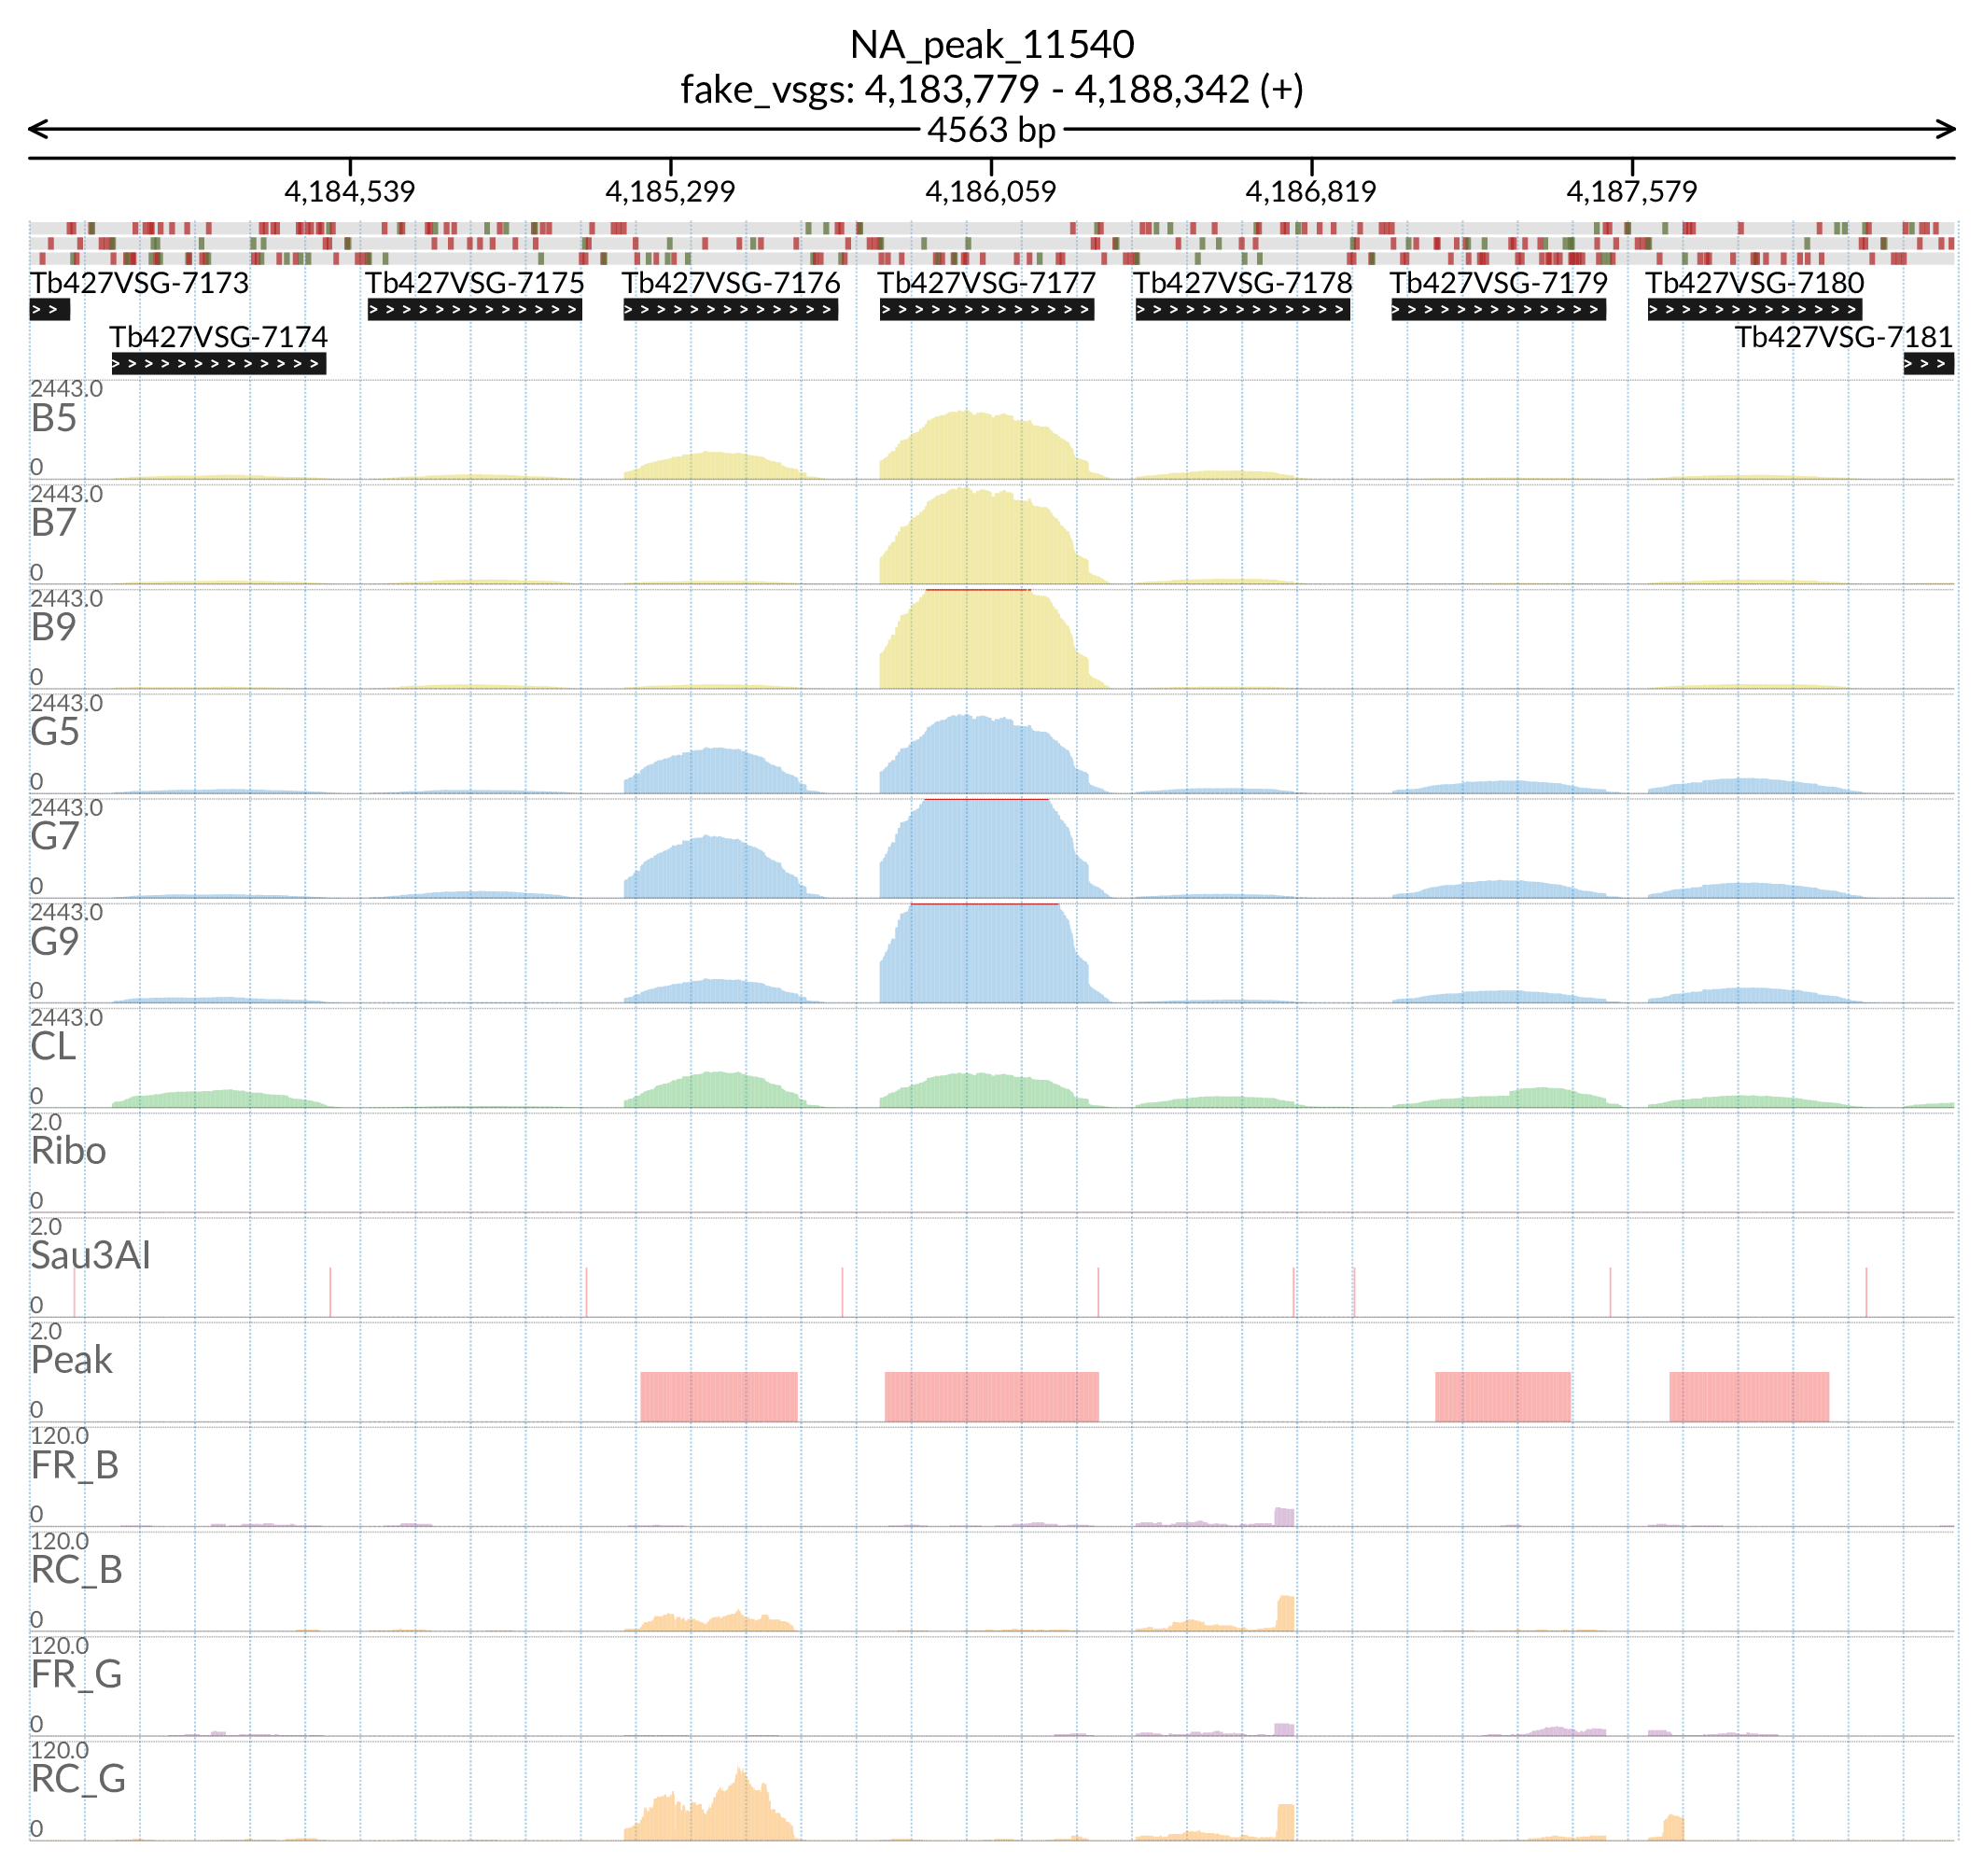 NA_peak_11540
fake_vsgs: 4,183,779 - 4,188,342 (+)
4563 bp
4,184,539 4,185,299 4,186,059 4,186,819 4,187,579
Tb427VSG-7173 Tb427VSG-7175 Tb427VSG-7176 Tb427VSG-7177 Tb427VSG-7178 Tb427VSG-7179 Tb427VSG-7180
Tb427VSG-7174 Tb427VSG-7181
2443.0
B5
0
2443.0
B7
0
2443.0
B9
0
2443.0
G5
0
2443.0
G7
0
2443.0
G9
0
2443.0
CL
0
2.0
Ribo
0
2.0
Sau3AI
0
2.0
Peak
0
120.0
FR_B
0
120.0
RC_B
0
120.0
FR_G
0
120.0
RC_G
0